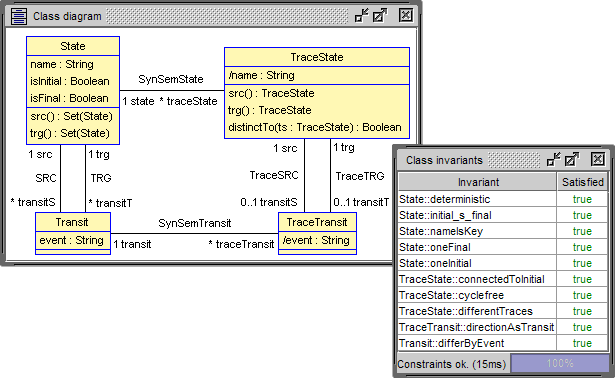 Class diagram
State
name : String
isInitial : Boolean
isFinal : Boolean
src() : Set(State)
trg() : Set(State)
SynSemState
1 state * traceState
TraceState
/name : String
src() : TraceState
trg() : TraceState
distinctTo(ts : TraceState) : Boolean
1 src 1 trg
SRC TRG
* transitS * transitT
1 src 1 trg
TraceSRC TraceTRG
0..1 transitS 0..1 transitT
Transit
event : String
SynSemTransit
1 transit * traceTransit
TraceTransit
/event : String
Class invariants
Invariant Satisfied
State::deterministic true
State::initial_s_final true
State::nameIsKey true
State::oneFinal true
State::oneInitial true
TraceState::connectedToInitial true
TraceState::cyclefree true
TraceState::differentTraces true
TraceTransit::directionAsTransit true
Transit::differByEvent true
Constraints ok. (15ms) 100%